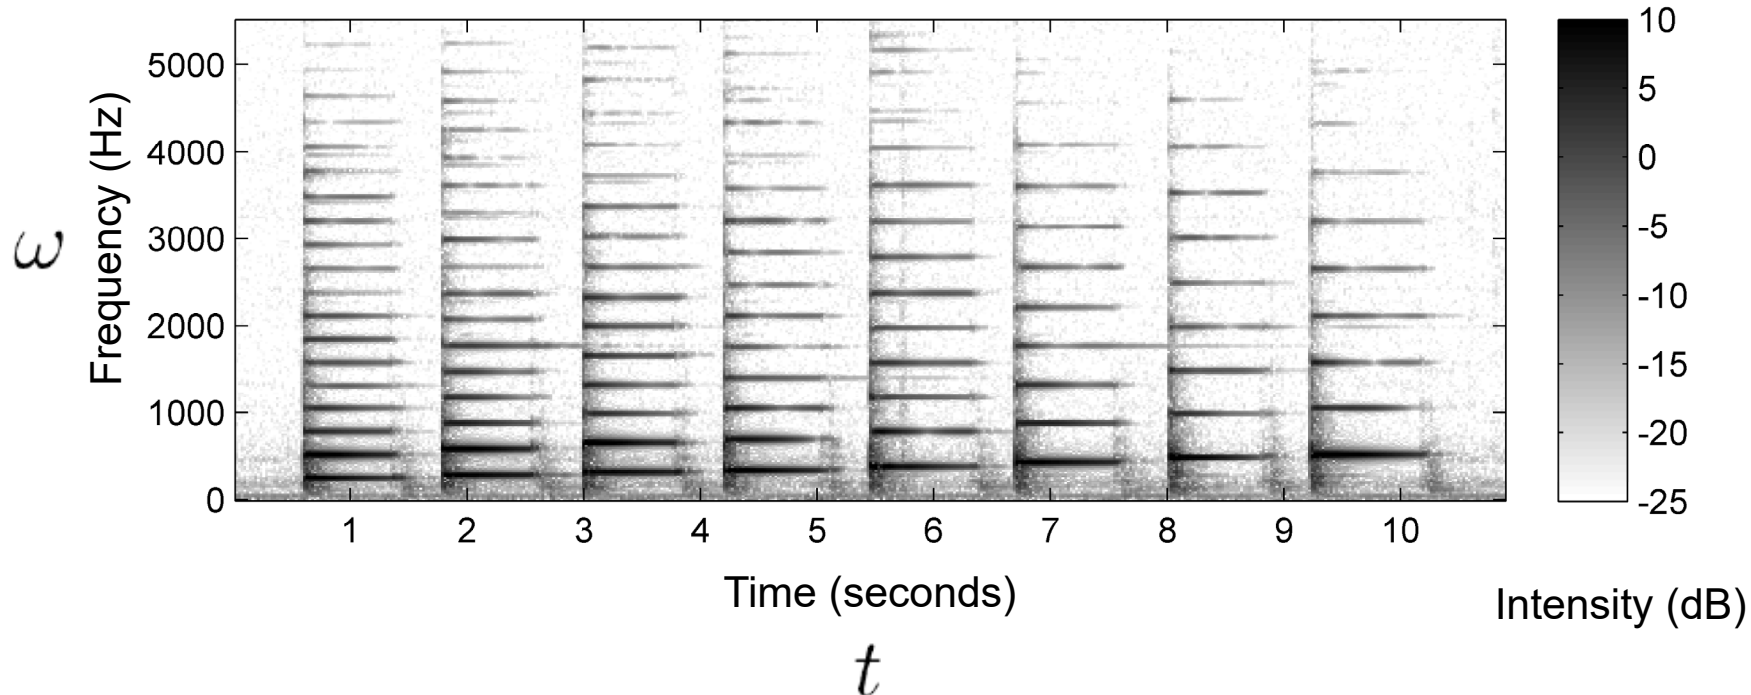 5000
4000
3000
2000
1000
0
Frequency (Hz)
ω
1 2 3 4 5 6 7 8 9 10
Time (seconds)
t
10
5
0
-5
-10
-15
-20
-25
Intensity (dB)